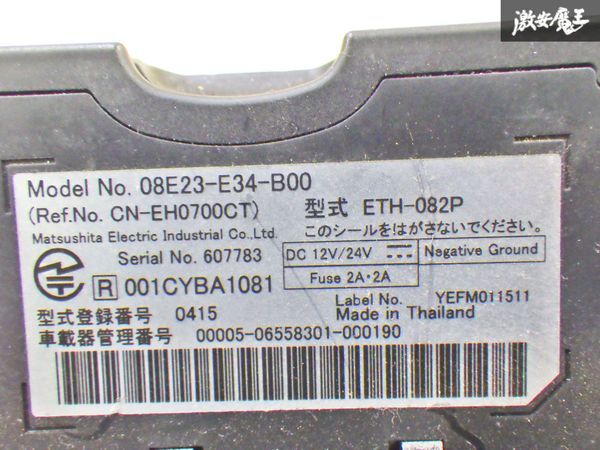 激安魔王
Model No. 08E23-E34-B00
(Ref.No. CN-EH0700CT) 型式 ETH-082P
Matsushita Electric Industrial Co.,Ltd. このシールをはがさないでください。
Serial No. 607783 DC 12V/24V Negative Ground
Fuse 2A・2A
R 001CYBA1081
Label No. YEFM011511
型式登録番号 0415 Made in Thailand
車載器管理番号 00005-06558301-000190